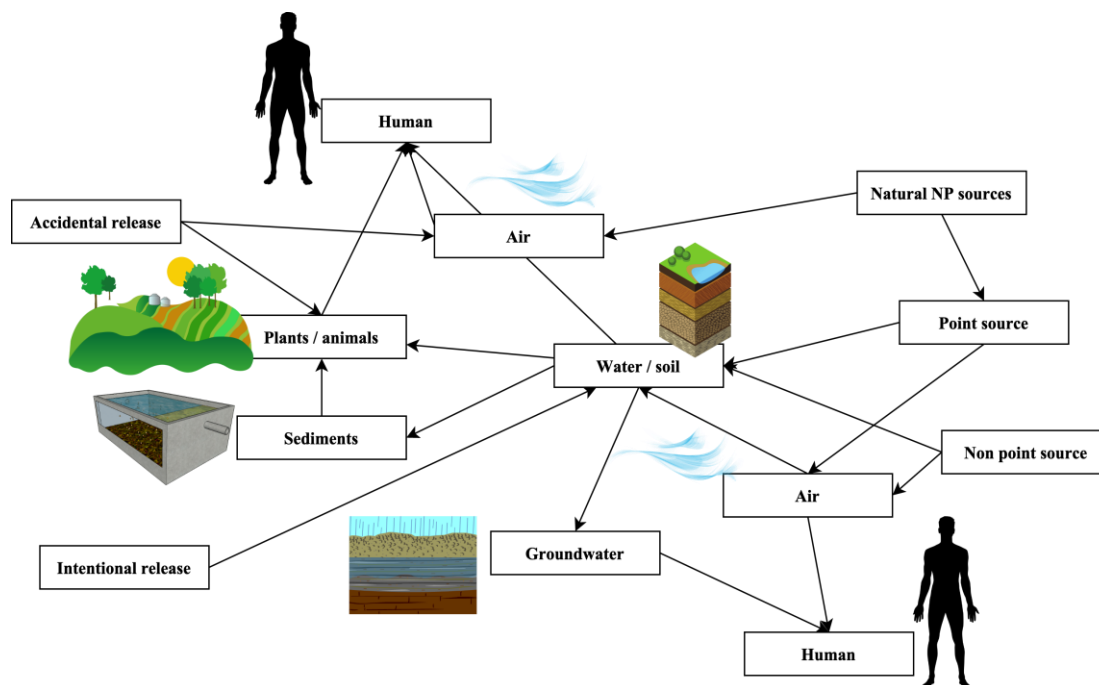 Human
Natural NP sources
Accidental release
Air
Point source
Plants / animals
Water / soil
Sediments
Non point source
Air
Groundwater
Intentional release
Human